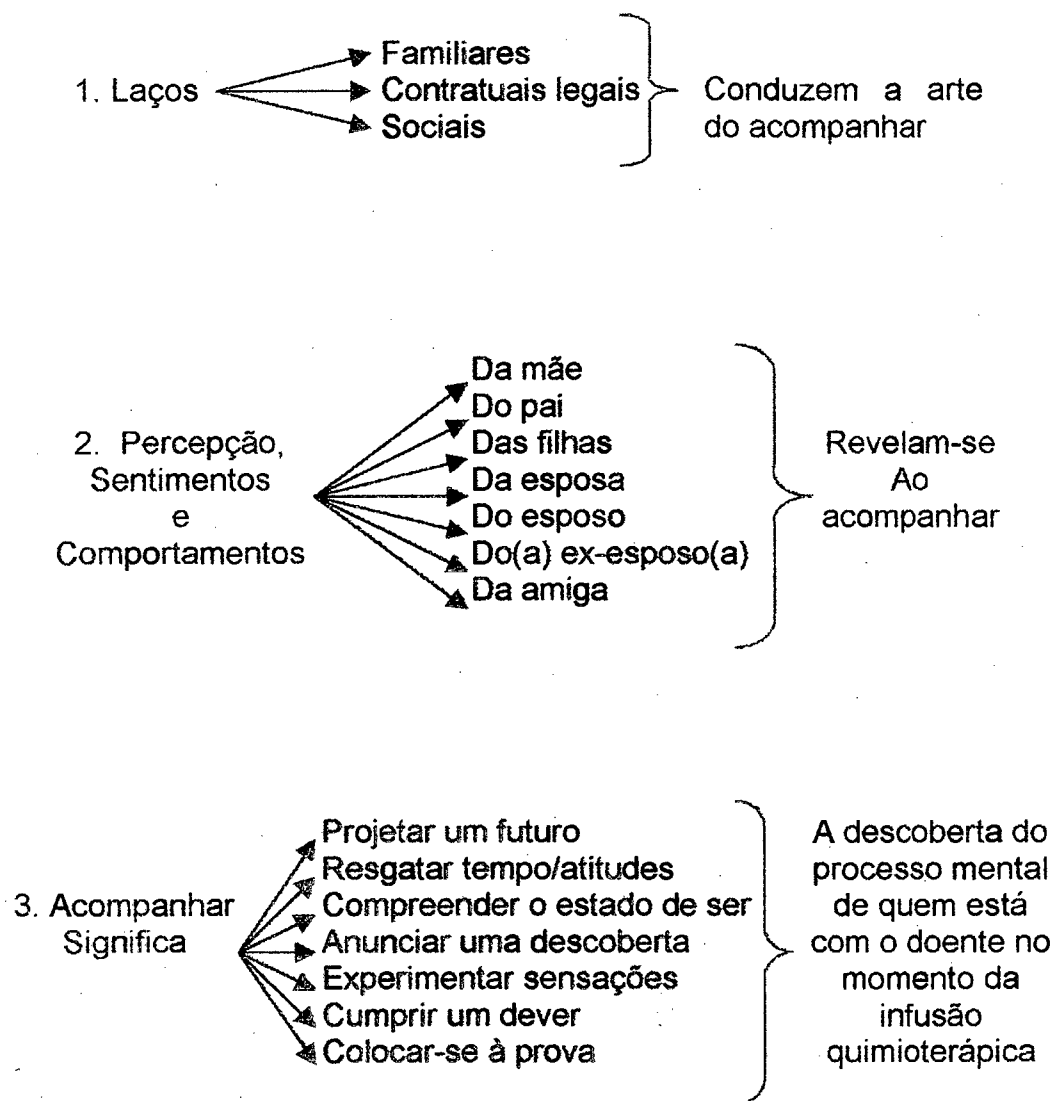 1. Laços
Familiares
Contratuais legais
Sociais
Conduzem a arte
do acompanhar
2. Percepção,
Sentimentos
e
Comportamentos
Da mãe
Do pai
Das filhas
Da esposa
Do esposo
Do(a) ex-esposo(a)
Da amiga
Revelam-se
Ao
acompanhar
3. Acompanhar
Significa
Projetar um futuro
Resgatar tempo/atitudes
Compreender o estado de ser
Anunciar uma descoberta
Experimentar sensações
Cumprir um dever
Colocar-se à prova
A descoberta do
processo mental
de quem está
com o doente no
momento da
infusão
quimioterápica